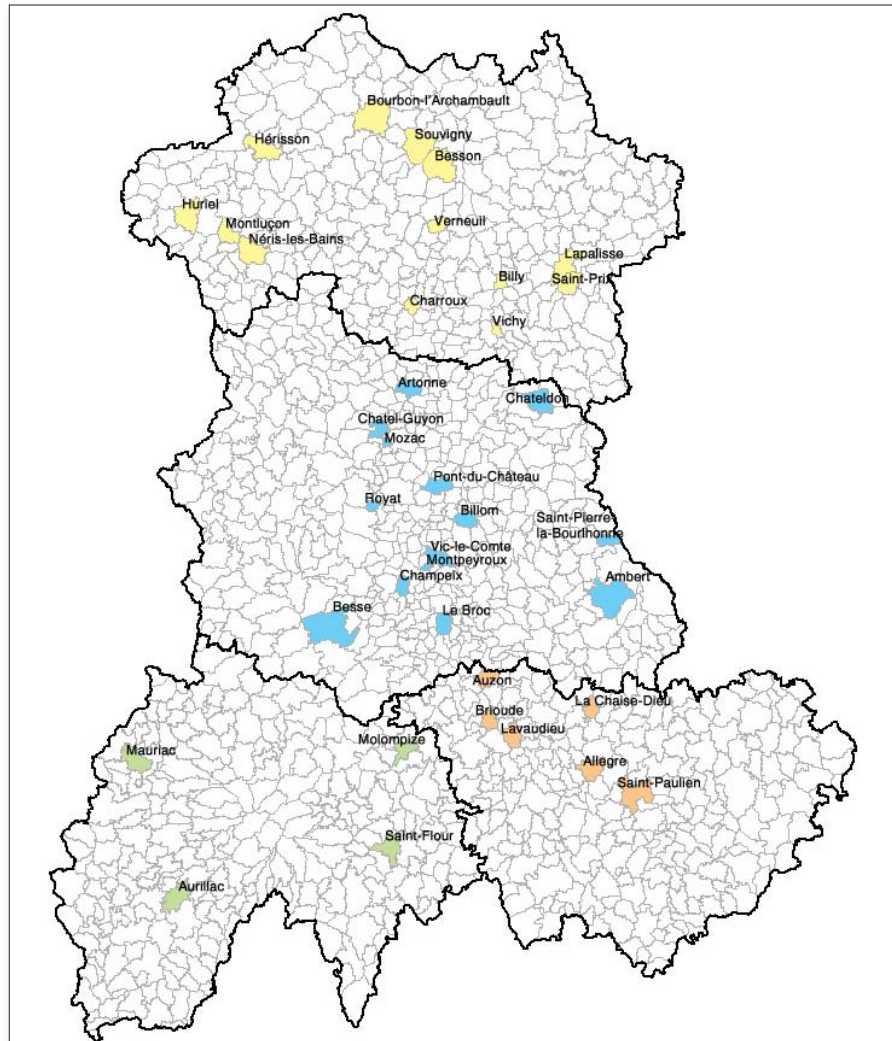 Bourbon-l'Archambault
Hérisson
Souvigny
Besson
Huriel
Montluçon
Verneuil
Néris-les-Bains
Lapalisse
Billy
Saint-Prix
Charroux
Vichy
Artonne
Chateldon
Chatel-Guyon
Mozac
Pont-du-Château
Royat
Billom
Saint-Pierre-
la-Bourlhonne
Vic-le-Comte
Montpeyroux
Champeix
Ambert
Besse
Le Broc
Auzon
La Chaise-Dieu
Brioude
Lavaudieu
Molompize
Mauriac
Allegre
Saint-Paulien
Saint-Flour
Aurillac